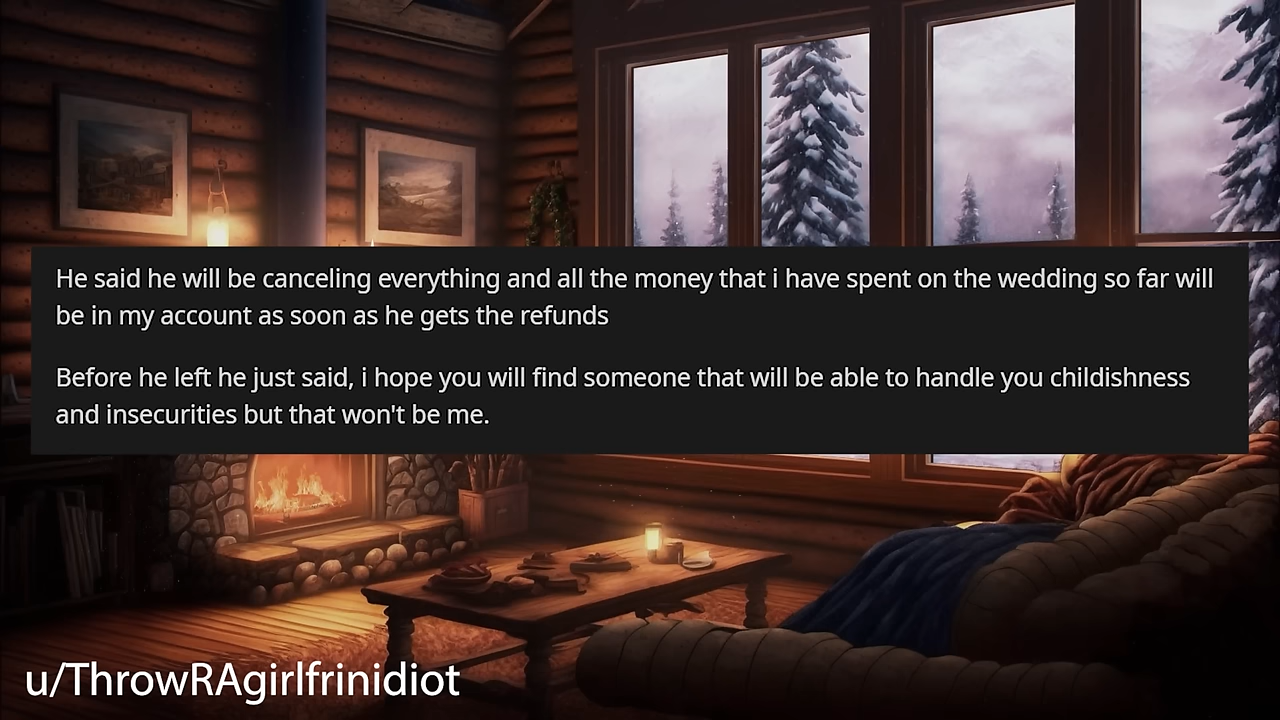 He said he will be canceling everything and all the money that i have spent on the wedding so far will
be in my account as soon as he gets the refunds
Before he left he just said, i hope you will find someone that will be able to handle you childishness
and insecurities but that won't be me.
u/ThrowRAgirlfrinidiot